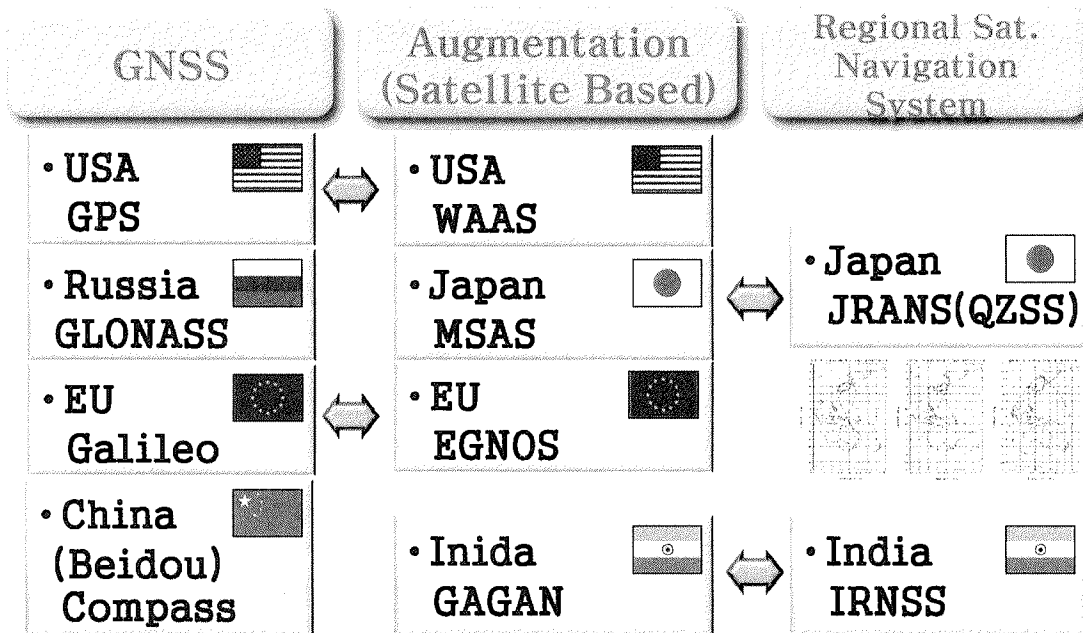 GNSS
Augmentation
(Satellite Based)
Regional Sat.
Navigation
System
・USA
GPS
・USA
WAAS
・Russia
GLONASS
・Japan
MSAS
・Japan
JRANS(QZSS)
・EU
Galileo
・EU
EGNOS
・China
(Beidou)
Compass
・Inida
GAGAN
・India
IRNSS